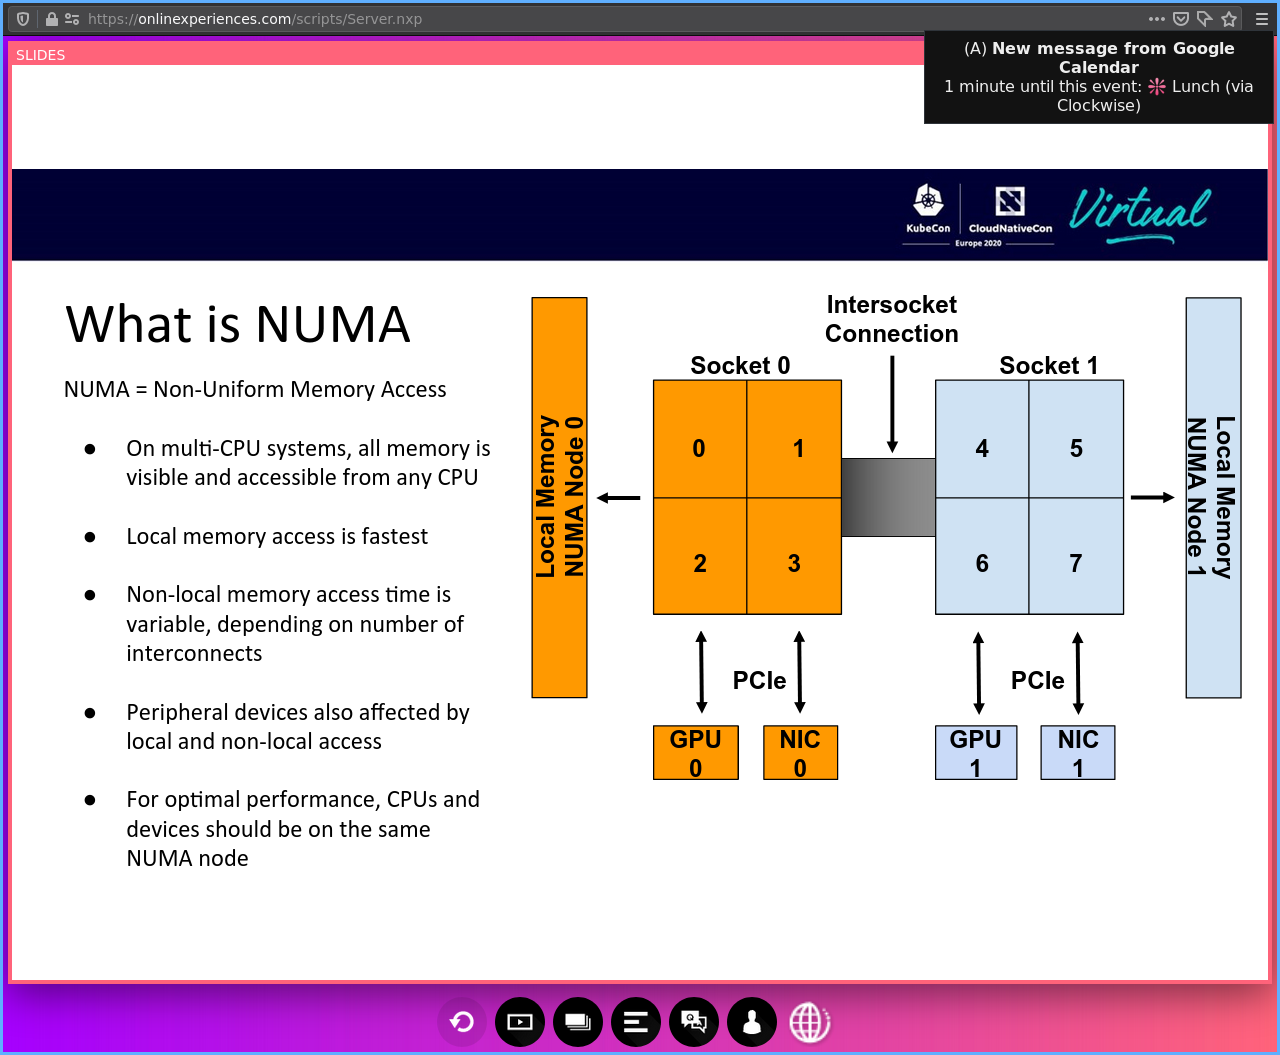 https://onlinexperiences.com/scripts/Server.nxp
SLIDES
(A) New message from Google
Calendar
1 minute until this event: Lunch (via
Clockwise)
KubeCon
CloudNativeCon
Europe 2020
Virtual
What is NUMA
NUMA = Non-Uniform Memory Access
● On multi-CPU systems, all memory is
visible and accessible from any CPU
● Local memory access is fastest
● Non-local memory access time is
variable, depending on number of
interconnects
● Peripheral devices also affected by
local and non-local access
● For optimal performance, CPUs and
devices should be on the same
NUMA node
Local Memory
NUMA Node 0
Intersocket
Connection
Socket 0
0 1
2 3
Socket 1
4 5
6 7
Local Memory
NUMA Node 1
PCIe
PCIe
GPU
0
NIC
0
GPU
1
NIC
1